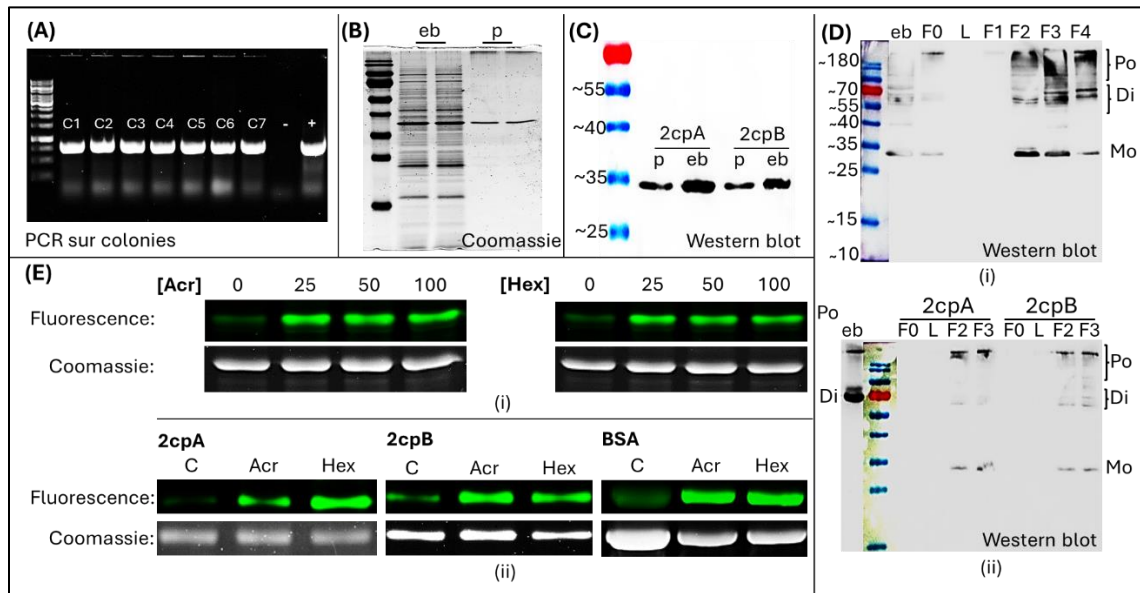 (A)
C1 C2 C3 C4 C5 C6 C7 - +
PCR sur colonies
(B)
eb p
Coomassie
(C)
~55
~40
~35
~25
2cpA 2cpB
p eb p eb
Western blot
(D)
eb F0 L F1 F2 F3 F4
~180
~70
~55
~40
~35
~25
~15
~10
Po
Di
Mo
Western blot
(i)
2cpA 2cpB
eb F0 L F2 F3 F0 L F2 F3
Po
Di
Po
Di
Mo
Western blot
(ii)
(E)
[Acr] 0 25 50 100 [Hex] 0 25 50 100
Fluorescence:
Coomassie:
(i)
2cpA 2cpB BSA
C Acr Hex C Acr Hex C Acr Hex
Fluorescence:
Coomassie:
(ii)